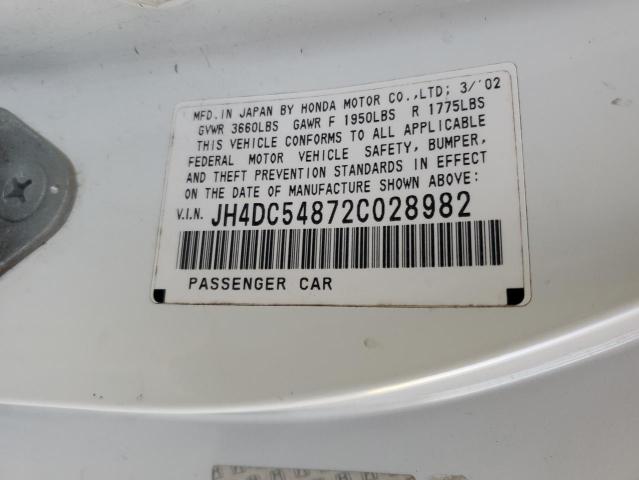 MFD.IN JAPAN BY HONDA MOTOR CO.,LTD; 3/'02
GVWR 3660LBS GAWR F 1950LBS R 1775LBS
THIS VEHICLE CONFORMS TO ALL APPLICABLE
FEDERAL MOTOR VEHICLE SAFETY, BUMPER,
AND THEFT PREVENTION STANDARDS IN EFFECT
ON THE DATE OF MANUFACTURE SHOWN ABOVE:
V.I.N. JH4DC54872C028982
PASSENGER CAR